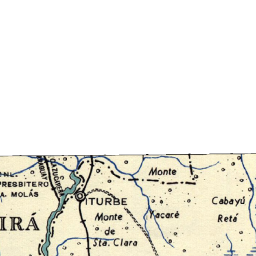 Monte
NL.
PRESBITERO
A. MOLÁS
ITURBE
Cabayú
Retá
Monte
de
Sta. Clara
Yacaré
IRÁ